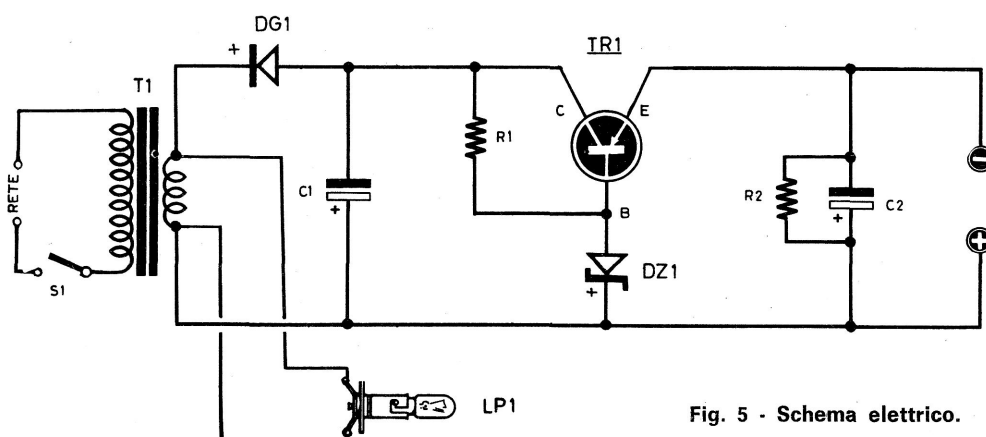 DG1
+
TR1
T1
C
E
R1
RETE
C1
+
R2
C2
+
B
DZ1
+
S1
-
+
LP1
Fig. 5 - Schema elettrico.